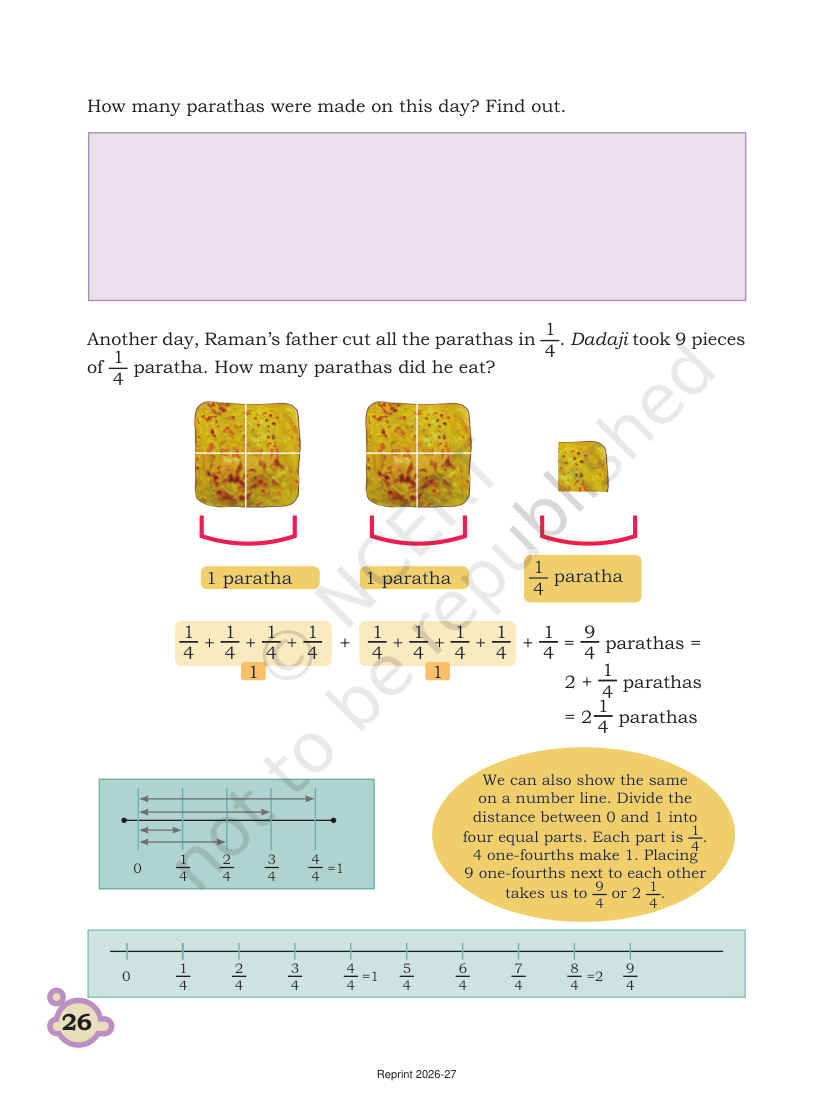 How many parathas were made on this day? Find out.
Another day, Raman's father cut all the parathas in 1/4. Dadaji took 9 pieces
of 1/4 paratha. How many parathas did he eat?
1 paratha 1 paratha 1/4 paratha
1/4 + 1/4 + 1/4 + 1/4 + 1/4 + 1/4 + 1/4 + 1/4 + 1/4 = 9/4 parathas =
1 1
2 + 1/4 parathas
= 2 1/4 parathas
We can also show the same
on a number line. Divide the
distance between 0 and 1 into
four equal parts. Each part is 1/4.
4 one-fourths make 1. Placing
9 one-fourths next to each other
takes us to 9/4 or 2 1/4.
0 1/4 2/4 3/4 4/4 =1
0 1/4 2/4 3/4 4/4 =1 5/4 6/4 7/4 8/4 =2 9/4
26
Reprint 2026-27
© NCERT
not to be republished